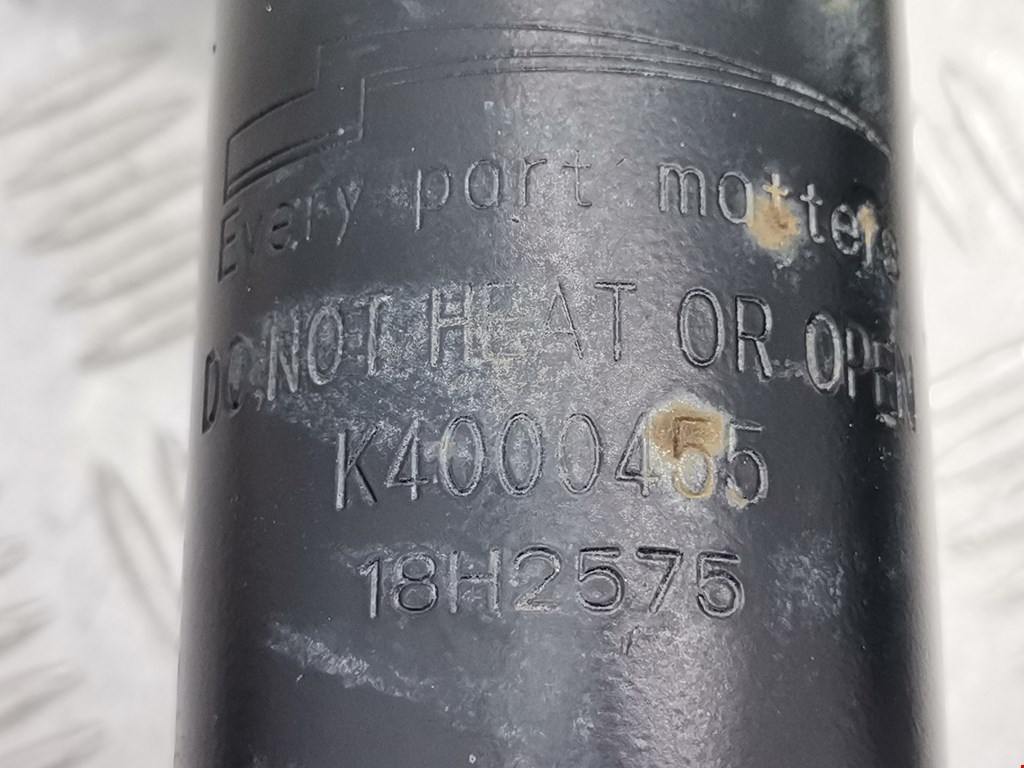 Every part matters
DO NOT HEAT OR OPEN
K4000455
18H2575